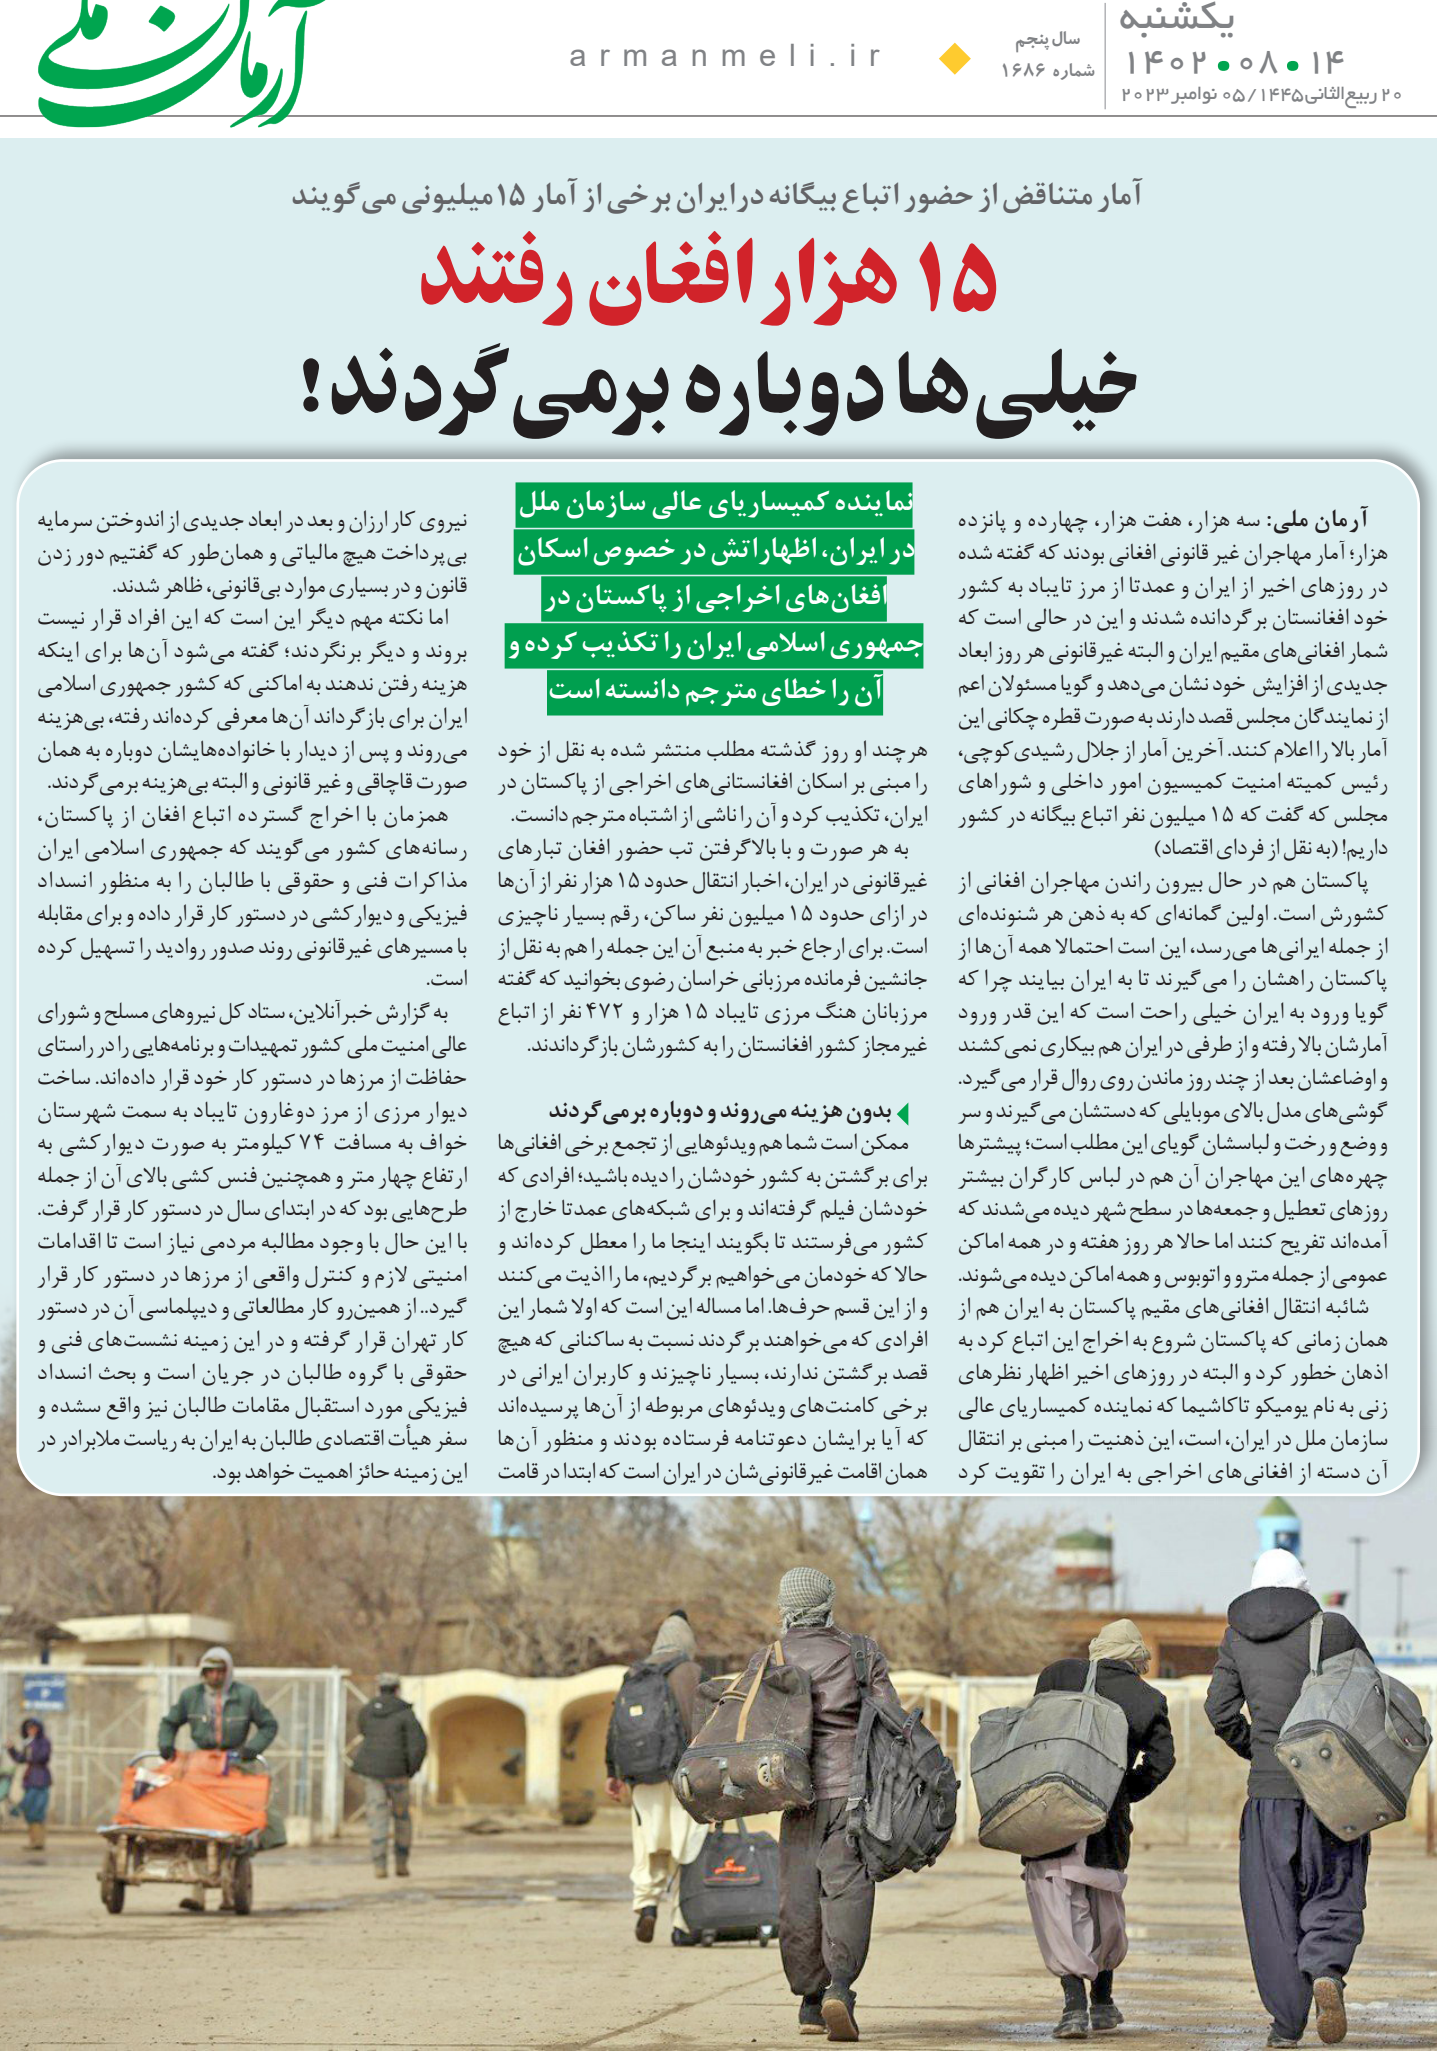 یکشنبه
۱۴۰۲ • ۰۸ • ۱۴
۲۰ ربیع‌الثانی۱۴۴۵/ ۰۵ نوامبر ۲۰۲۳
سال پنجم
شماره ۱۶۸۶
armanmeli.ir
آرمان ملی
آمار متناقض از حضور اتباع بیگانه در ایران برخی از آمار ۱۵ میلیونی می‌گویند
۱۵ هزار افغان رفتند
خیلی‌ها دوباره برمی‌گردند!
آرمان ملی: سه هزار، هفت هزار، چهارده و پانزده
هزار؛ آمار مهاجران غیر قانونی افغانی بودند که گفته شده
در روزهای اخیر از ایران و عمدتا از مرز تایباد به کشور
خود افغانستان برگردانده شدند و این در حالی است که
شمار افغانی‌های مقیم ایران و البته غیرقانونی هر روز ابعاد
جدیدی از افزایش خود نشان می‌دهد و گویا مسئولان اعم
از نمایندگان مجلس قصد دارند به صورت قطره چکانی این
آمار بالا را اعلام کنند. آخرین آمار از جلال رشیدی کوچی،
رئیس کمیته امنیت کمیسیون امور داخلی و شوراهای
مجلس که گفت که ۱۵ میلیون نفر اتباع بیگانه در کشور
داریم! (به نقل از فردای اقتصاد)
پاکستان هم در حال بیرون راندن مهاجران افغانی از
کشورش است. اولین گمانه‌ای که به ذهن هر شنونده‌ای
از جمله ایرانی‌ها می‌رسد، این است احتمالا همه آن‌ها از
پاکستان راهشان را می‌گیرند تا به ایران بیایند چرا که
گویا ورود به ایران خیلی راحت است که این قدر ورود
آمارشان بالا رفته و از طرفی در ایران هم بیکاری نمی‌کشند
و اوضاعشان بعد از چند روز ماندن روی روال قرار می‌گیرد.
گوشی‌های مدل بالای موبایلی که دستشان می‌گیرند و سر
و وضع و رخت و لباسشان گویای این مطلب است؛ پیشترها
چهره‌های این مهاجران آن هم در لباس کارگران بیشتر
روزهای تعطیل و جمعه‌ها در سطح شهر دیده می‌شدند که
آمده‌اند تفریح کنند اما حالا هر روز هفته و در همه اماکن
عمومی از جمله مترو و اتوبوس و همه اماکن دیده می‌شوند.
شائبه انتقال افغانی‌های مقیم پاکستان به ایران هم از
همان زمانی که پاکستان شروع به اخراج این اتباع کرد به
اذهان خطور کرد و البته در روزهای اخیر اظهار نظرهای
زنی به نام یومیکو تاکاشیما که نماینده کمیساریای عالی
سازمان ملل در ایران، است، این ذهنیت را مبنی بر انتقال
آن دسته از افغانی‌های اخراجی به ایران را تقویت کرد
نماینده کمیساریای عالی سازمان ملل
در ایران، اظهاراتش در خصوص اسکان
افغان‌های اخراجی از پاکستان در
جمهوری اسلامی ایران را تکذیب کرده و
آن را خطای مترجم دانسته است
هرچند او روز گذشته مطلب منتشر شده به نقل از خود
را مبنی بر اسکان افغانستانی‌های اخراجی از پاکستان در
ایران، تکذیب کرد و آن را ناشی از اشتباه مترجم دانست.
به هر صورت و با بالاگرفتن تب حضور افغان تبارهای
غیرقانونی در ایران، اخبار انتقال حدود ۱۵ هزار نفر از آن‌ها
در ازای حدود ۱۵ میلیون نفر ساکن، رقم بسیار ناچیزی
است. برای ارجاع خبر به منبع آن این جمله را هم به نقل از
جانشین فرمانده مرزبانی خراسان رضوی بخوانید که گفته
مرزبانان هنگ مرزی تایباد ۱۵ هزار و ۴۷۲ نفر از اتباع
غیرمجاز کشور افغانستان را به کشورشان بازگرداندند.
بدون هزینه می‌روند و دوباره برمی‌گردند
ممکن است شما هم ویدئوهایی از تجمع برخی افغانی‌ها
برای برگشتن به کشور خودشان را دیده باشید؛ افرادی که
خودشان فیلم گرفته‌اند و برای شبکه‌های عمدتا خارج از
کشور می‌فرستند تا بگویند اینجا ما را معطل کرده‌اند و
حالا که خودمان می‌خواهیم برگردیم، ما را اذیت می‌کنند
و از این قسم حرف‌ها. اما مساله این است که اولا شمار این
افرادی که می‌خواهند برگردند نسبت به ساکنانی که هیچ
قصد برگشتن ندارند، بسیار ناچیزند و کاربران ایرانی در
برخی کامنت‌های ویدئوهای مربوطه از آن‌ها پرسیده‌اند
که آیا برایشان دعوتنامه فرستاده بودند و منظور آن‌ها
همان اقامت غیرقانونی‌شان در ایران است که ابتدا در قامت
نیروی کار ارزان و بعد در ابعاد جدیدی از اندوختن سرمایه
بی‌پرداخت هیچ مالیاتی و همان‌طور که گفتیم دور زدن
قانون و در بسیاری موارد بی‌قانونی، ظاهر شدند.
اما نکته مهم دیگر این است که این افراد قرار نیست
بروند و دیگر برنگردند؛ گفته می‌شود آن‌ها برای اینکه
هزینه رفتن ندهند به اماکنی که کشور جمهوری اسلامی
ایران برای بازگرداند آن‌ها معرفی کرده‌اند رفته، بی‌هزینه
می‌روند و پس از دیدار با خانواده‌هایشان دوباره به همان
صورت قاچاقی و غیر قانونی و البته بی‌هزینه برمی‌گردند.
همزمان با اخراج گسترده اتباع افغان از پاکستان،
رسانه‌های کشور می‌گویند که جمهوری اسلامی ایران
مذاکرات فنی و حقوقی با طالبان را به منظور انسداد
فیزیکی و دیوارکشی در دستور کار قرار داده و برای مقابله
با مسیرهای غیرقانونی روند صدور روادید را تسهیل کرده
است.
به گزارش خبرآنلاین، ستاد کل نیروهای مسلح و شورای
عالی امنیت ملی کشور تمهیدات و برنامه‌هایی را در راستای
حفاظت از مرزها در دستور کار خود قرار داده‌اند. ساخت
دیوار مرزی از مرز دوغارون تایباد به سمت شهرستان
خواف به مسافت ۷۴ کیلومتر به صورت دیوارکشی به
ارتفاع چهار متر و همچنین فنس کشی بالای آن از جمله
طرح‌هایی بود که در ابتدای سال در دستور کار قرار گرفت.
با این حال با وجود مطالبه مردمی نیاز است تا اقدامات
امنیتی لازم و کنترل واقعی از مرزها در دستور کار قرار
گیرد.. از همین‌رو کار مطالعاتی و دیپلماسی آن در دستور
کار تهران قرار گرفته و در این زمینه نشست‌های فنی و
حقوقی با گروه طالبان در جریان است و بحث انسداد
فیزیکی مورد استقبال مقامات طالبان نیز واقع سشده و
سفر هیأت اقتصادی طالبان به ایران به ریاست ملابرادر در
این زمینه حائز اهمیت خواهد بود.